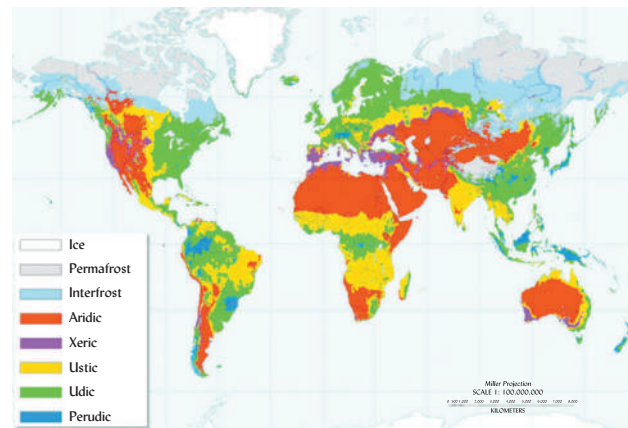 Ice
Permafrost
Interfrost
Aridic
Xeric
Ustic
Udic
Perudic
Miller Projection
SCALE 1: 100,000,000
KILOMETERS